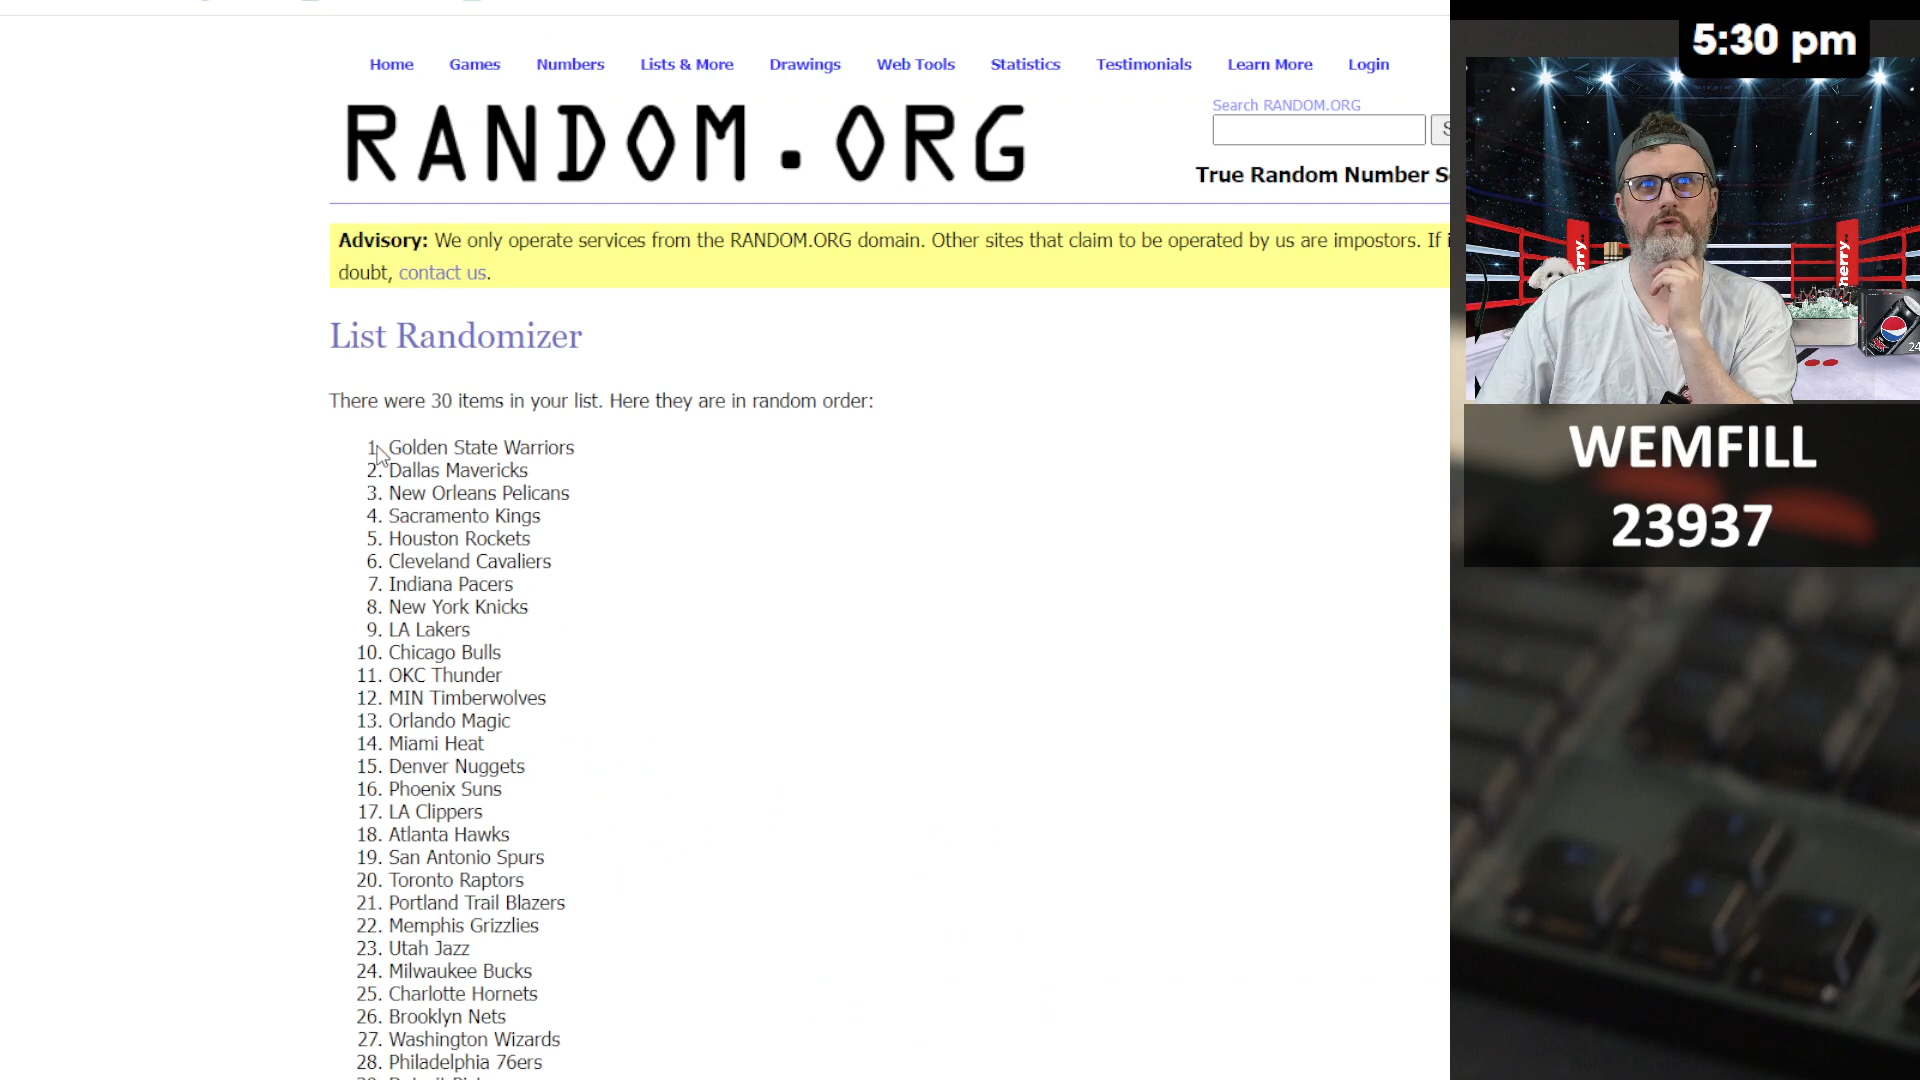 5:30 pm
Home Games Numbers Lists & More Drawings Web Tools Statistics Testimonials Learn More Login
RANDOM.ORG
Search RANDOM.ORG
True Random Number
Advisory: We only operate services from the RANDOM.ORG domain. Other sites that claim to be operated by us are impostors. If
doubt, contact us.
List Randomizer
There were 30 items in your list. Here they are in random order:
1. Golden State Warriors
2. Dallas Mavericks
3. New Orleans Pelicans
4. Sacramento Kings
5. Houston Rockets
6. Cleveland Cavaliers
7. Indiana Pacers
8. New York Knicks
9. LA Lakers
10. Chicago Bulls
11. OKC Thunder
12. MIN Timberwolves
13. Orlando Magic
14. Miami Heat
15. Denver Nuggets
16. Phoenix Suns
17. LA Clippers
18. Atlanta Hawks
19. San Antonio Spurs
20. Toronto Raptors
21. Portland Trail Blazers
22. Memphis Grizzlies
23. Utah Jazz
24. Milwaukee Bucks
25. Charlotte Hornets
26. Brooklyn Nets
27. Washington Wizards
28. Philadelphia 76ers
erry.
herry.
24
WEMFILL
23937